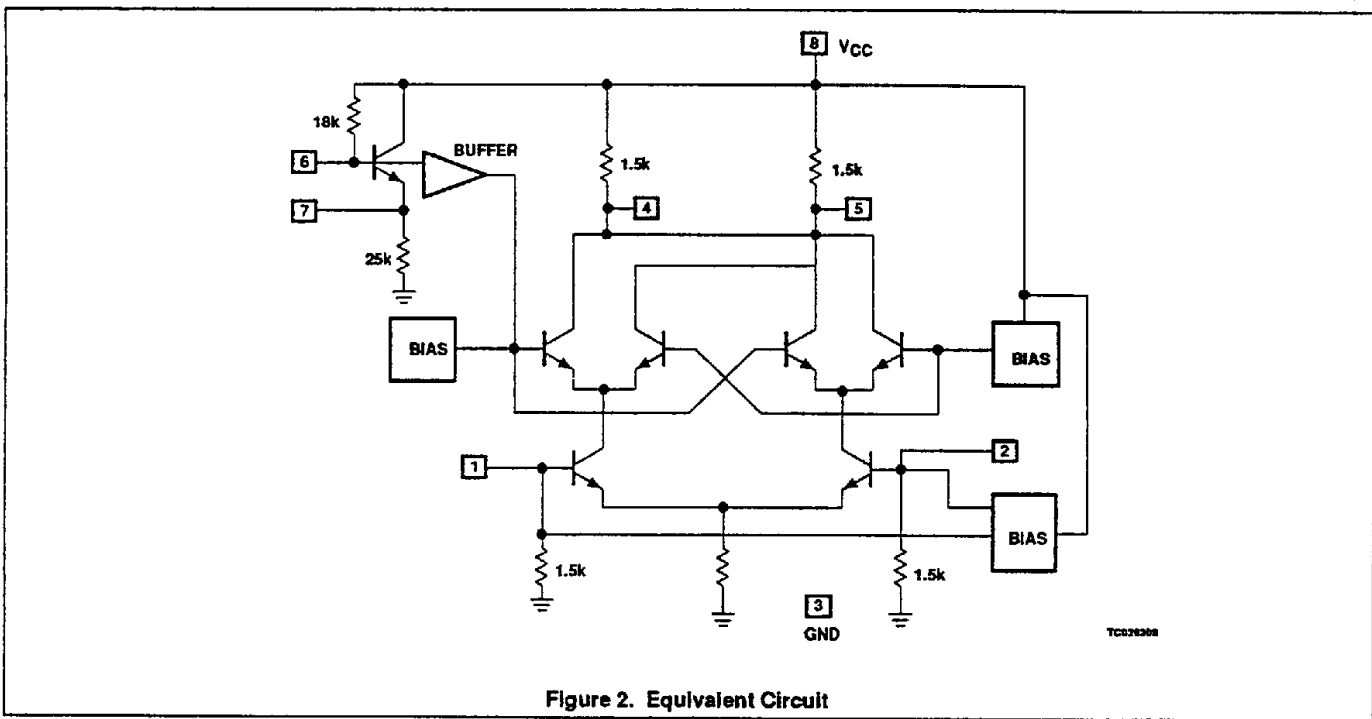 8 VCC
18k
6
BUFFER
1.5k
1.5k
7
4
5
25k
BIAS
BIAS
1
2
BIAS
1.5k
1.5k
3
GND
Figure 2. Equivalent Circuit